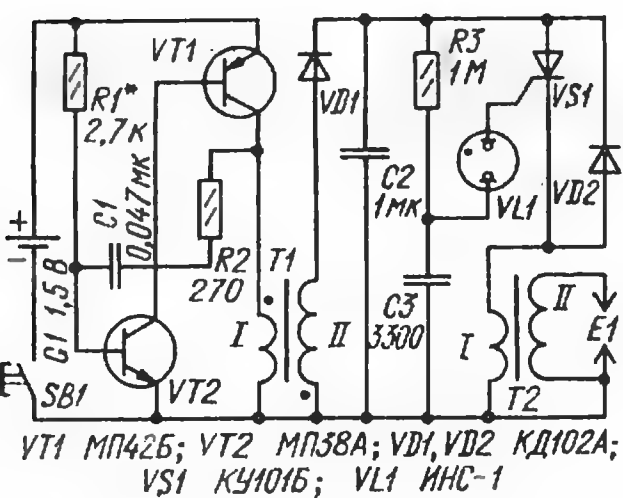 VT1
R1*
2,7к
C1
0,047мк
R2
270
G1 1,5 В
+
-
SB1
VT2
T1
I
II
VD1
C2
1мк
R3
1М
C3
3300
VL1
VS1
VD2
I
II
T2
E1
VT1 МП42Б; VT2 МП38А; VD1, VD2 КД102А;
VS1 КУ101Б; VL1 ИНС-1